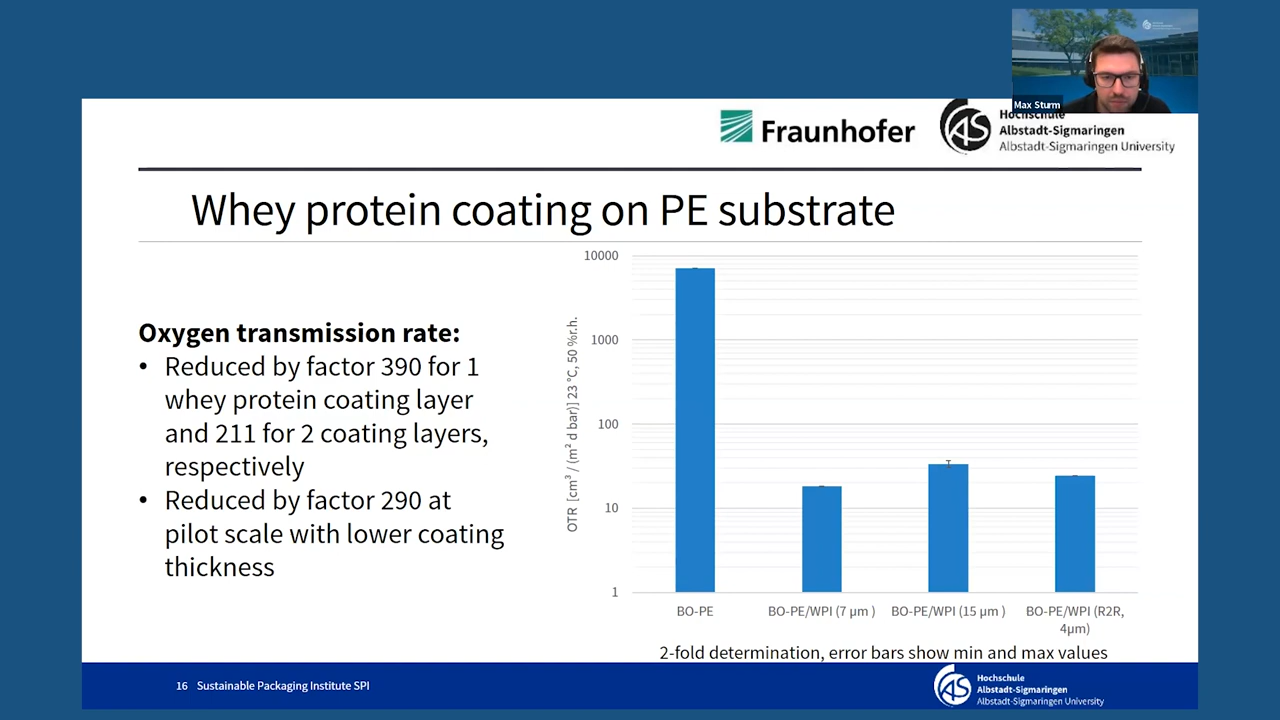 Max Sturm
Fraunhofer
Hochschule
Albstadt-Sigmaringen
Albstadt-Sigmaringen University
Whey protein coating on PE substrate
Oxygen transmission rate:
• Reduced by factor 390 for 1
whey protein coating layer
and 211 for 2 coating layers,
respectively
• Reduced by factor 290 at
pilot scale with lower coating
thickness
OTR [cm³ / (m² d bar)] 23 °C, 50 %r.h.
10000
1000
100
10
1
BO-PE
BO-PE/WPI (7 µm )
BO-PE/WPI (15 µm )
BO-PE/WPI (R2R,
4µm)
2-fold determination, error bars show min and max values
16 Sustainable Packaging Institute SPI
Hochschule
Albstadt-Sigmaringen
Albstadt-Sigmaringen University